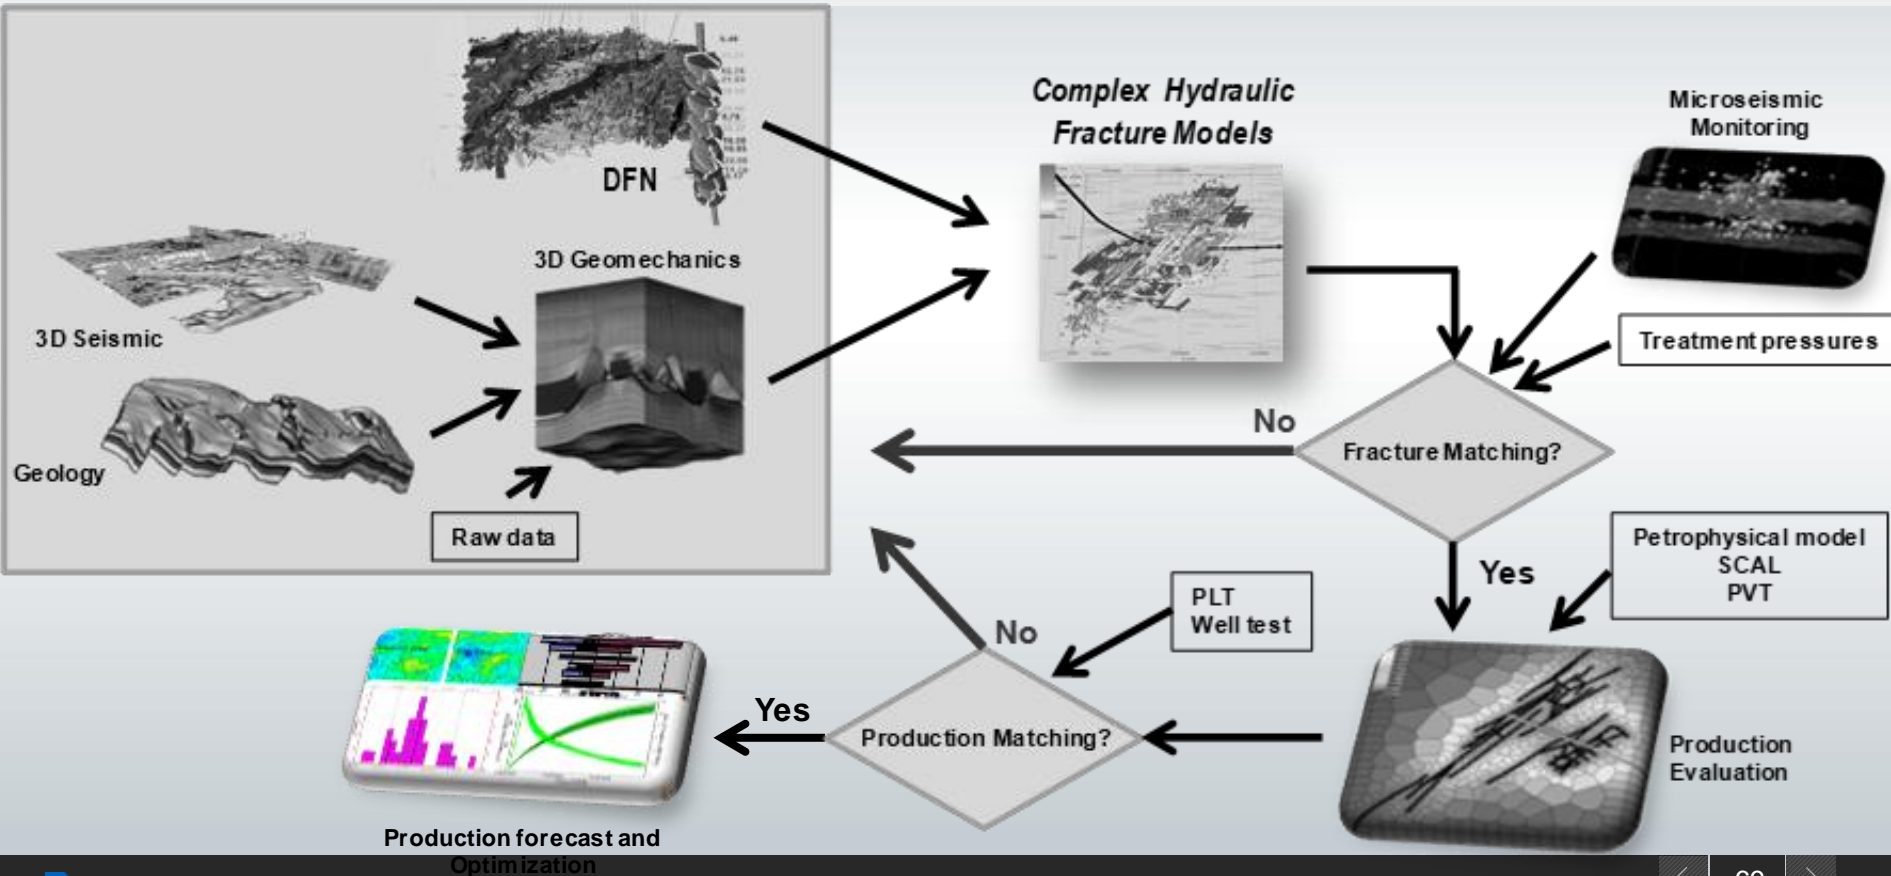 DFN
Complex Hydraulic
Fracture Models
Microseismic
Monitoring
3D Geomechanics
3D Seismic
Treatment pressures
No
Fracture Matching?
Geology
Raw data
Petrophysical model
SCAL
PVT
Yes
PLT
Well test
No
Yes
Production Matching?
Production
Evaluation
Production forecast and
Optimization